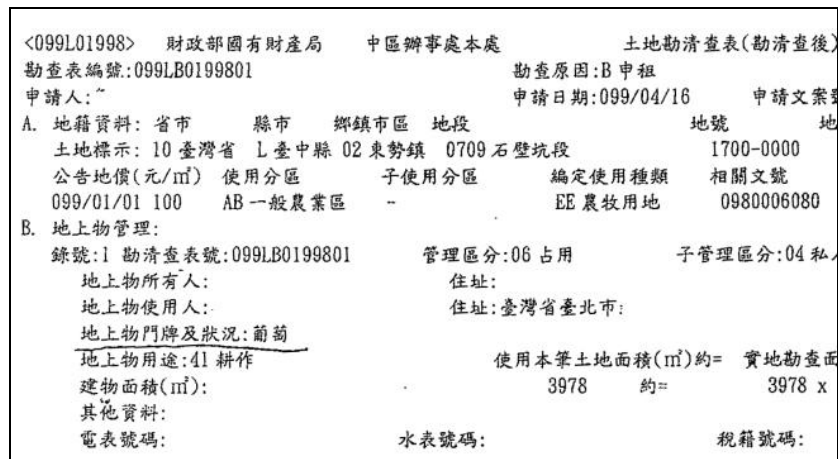 <099L01998> 財政部國有財產局 中區辦事處本處 土地勘清查表(勘清查後)
勘查表編號:099LB0199801 勘查原因:B 申租
申請人:~ 申請日期:099/04/16 申請文案
A. 地籍資料: 省市 縣市 鄉鎮市區 地段 地號 地
土地標示: 10 臺灣省 L 臺中縣 02 東勢鎮 0709 石壁坑段 1700-0000
公告地價(元/㎡) 使用分區 子使用分區 編定使用種類 相關文號
099/01/01 100 AB 一般農業區 -- EE 農牧用地 0980006080
B. 地上物管理:
錄號:1 勘清查表號:099LB0199801 管理區分:06 占用 子管理區分:04 私
地上物所有人: 住址:
地上物使用人: 住址:臺灣省臺北市:
地上物門牌及狀況:葡萄
地上物用途:41 耕作 使用本筆土地面積(㎡)約= 實地勘查面
建物面積(㎡): 3978 約= 3978 x
其他資料:
電表號碼: 水表號碼: 稅籍號碼: